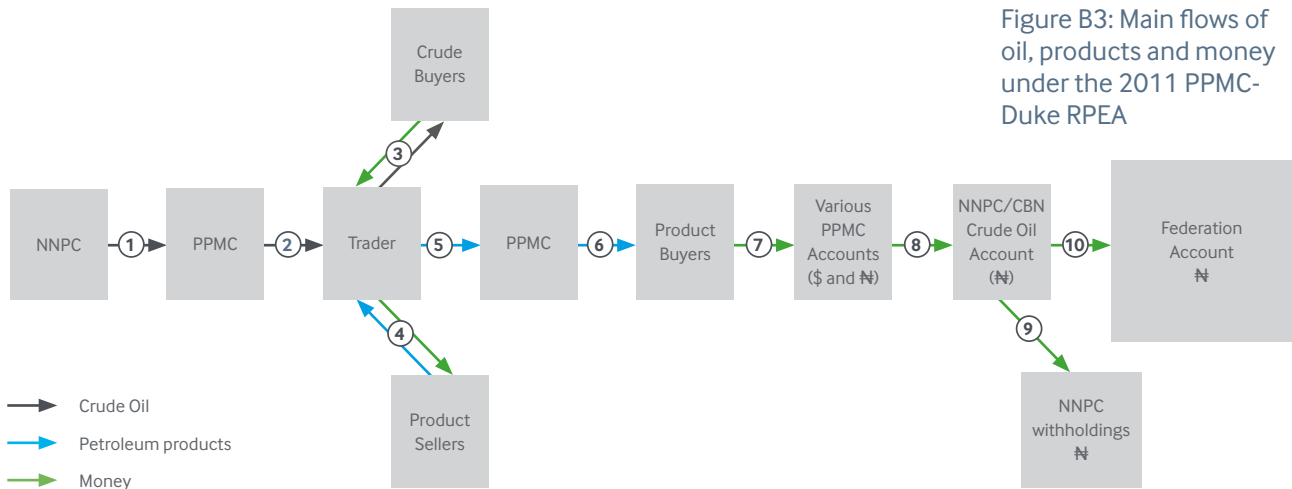 Figure B3: Main flows of
oil, products and money
under the 2011 PPMC-
Duke RPEA
Crude
Buyers
3
NNPC
1
PPMC
2
Trader
5
PPMC
6
Product
Buyers
7
Various
PPMC
Accounts
($ and ₦)
8
NNPC/CBN
Crude Oil
Account
(₦)
10
Federation
Account
₦
4
9
Product
Sellers
NNPC
withholdings
₦
Crude Oil
Petroleum products
Money